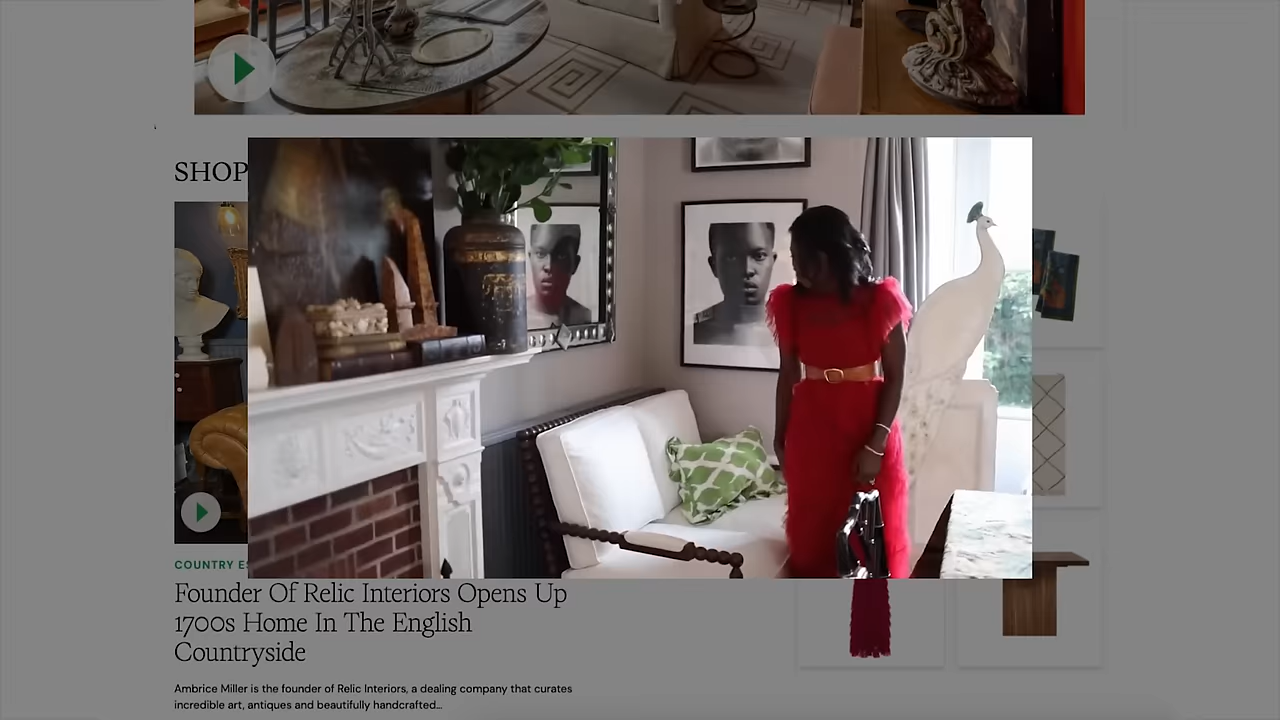 SHOP
COUNTRY ES
Founder Of Relic Interiors Opens Up
1700s Home In The English
Countryside
Ambrice Miller is the founder of Relic Interiors, a dealing company that curates
incredible art, antiques and beautifully handcrafted...